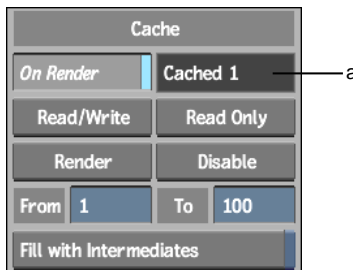 Cache
On Render Cached 1 a
Read/Write Read Only
Render Disable
From 1 To 100
Fill with Intermediates